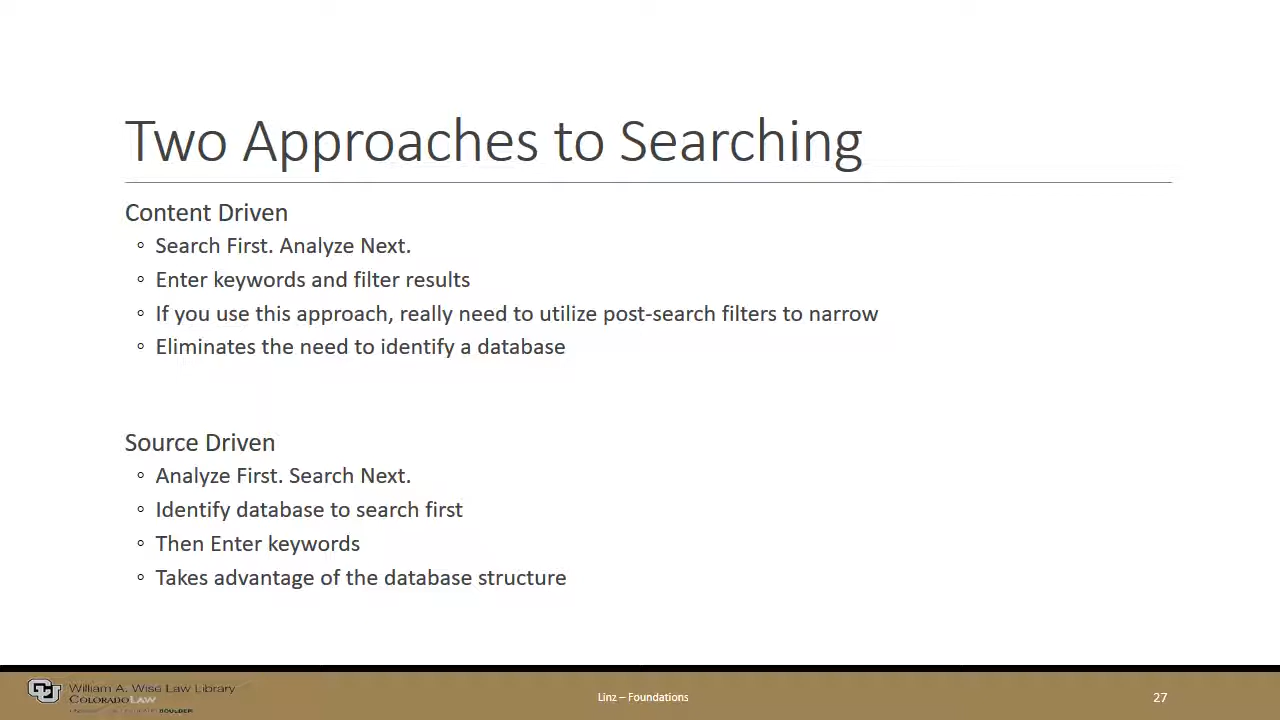 Two Approaches to Searching
Content Driven
Search First. Analyze Next.
Enter keywords and filter results
If you use this approach, really need to utilize post-search filters to narrow
Eliminates the need to identify a database
Source Driven
Analyze First. Search Next.
Identify database to search first
Then Enter keywords
Takes advantage of the database structure
William A. Wise Law Library
COLORADO LAW
BOULDER
Linz – Foundations
27